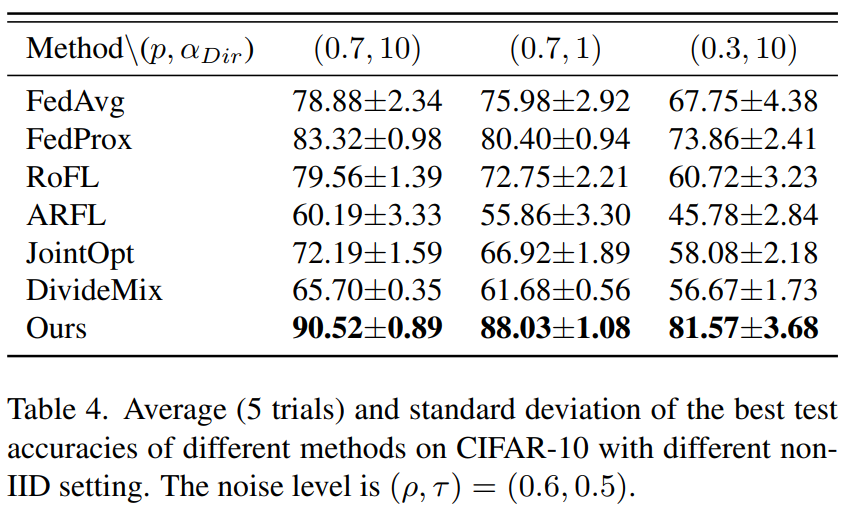 Method\(p, α_Dir) (0.7, 10) (0.7, 1) (0.3, 10)
FedAvg 78.88±2.34 75.98±2.92 67.75±4.38
FedProx 83.32±0.98 80.40±0.94 73.86±2.41
RoFL 79.56±1.39 72.75±2.21 60.72±3.23
ARFL 60.19±3.33 55.86±3.30 45.78±2.84
JointOpt 72.19±1.59 66.92±1.89 58.08±2.18
DivideMix 65.70±0.35 61.68±0.56 56.67±1.73
Ours 90.52±0.89 88.03±1.08 81.57±3.68
Table 4. Average (5 trials) and standard deviation of the best test
accuracies of different methods on CIFAR-10 with different non-
IID setting. The noise level is (ρ, τ) = (0.6, 0.5).